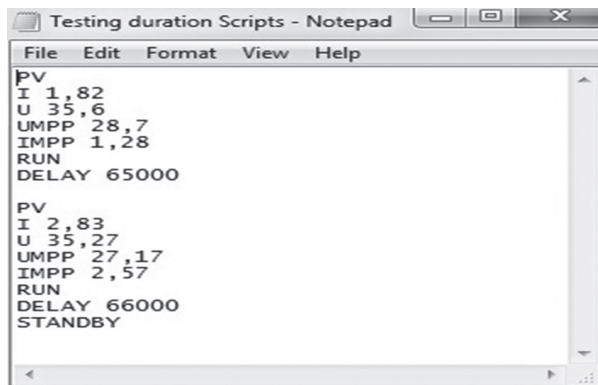 Testing duration Scripts - Notepad
File Edit Format View Help
PV
I 1,82
U 35,6
UMPP 28,7
IMPP 1,28
RUN
DELAY 65000
PV
I 2,83
U 35,27
UMPP 27,17
IMPP 2,57
RUN
DELAY 66000
STANDBY